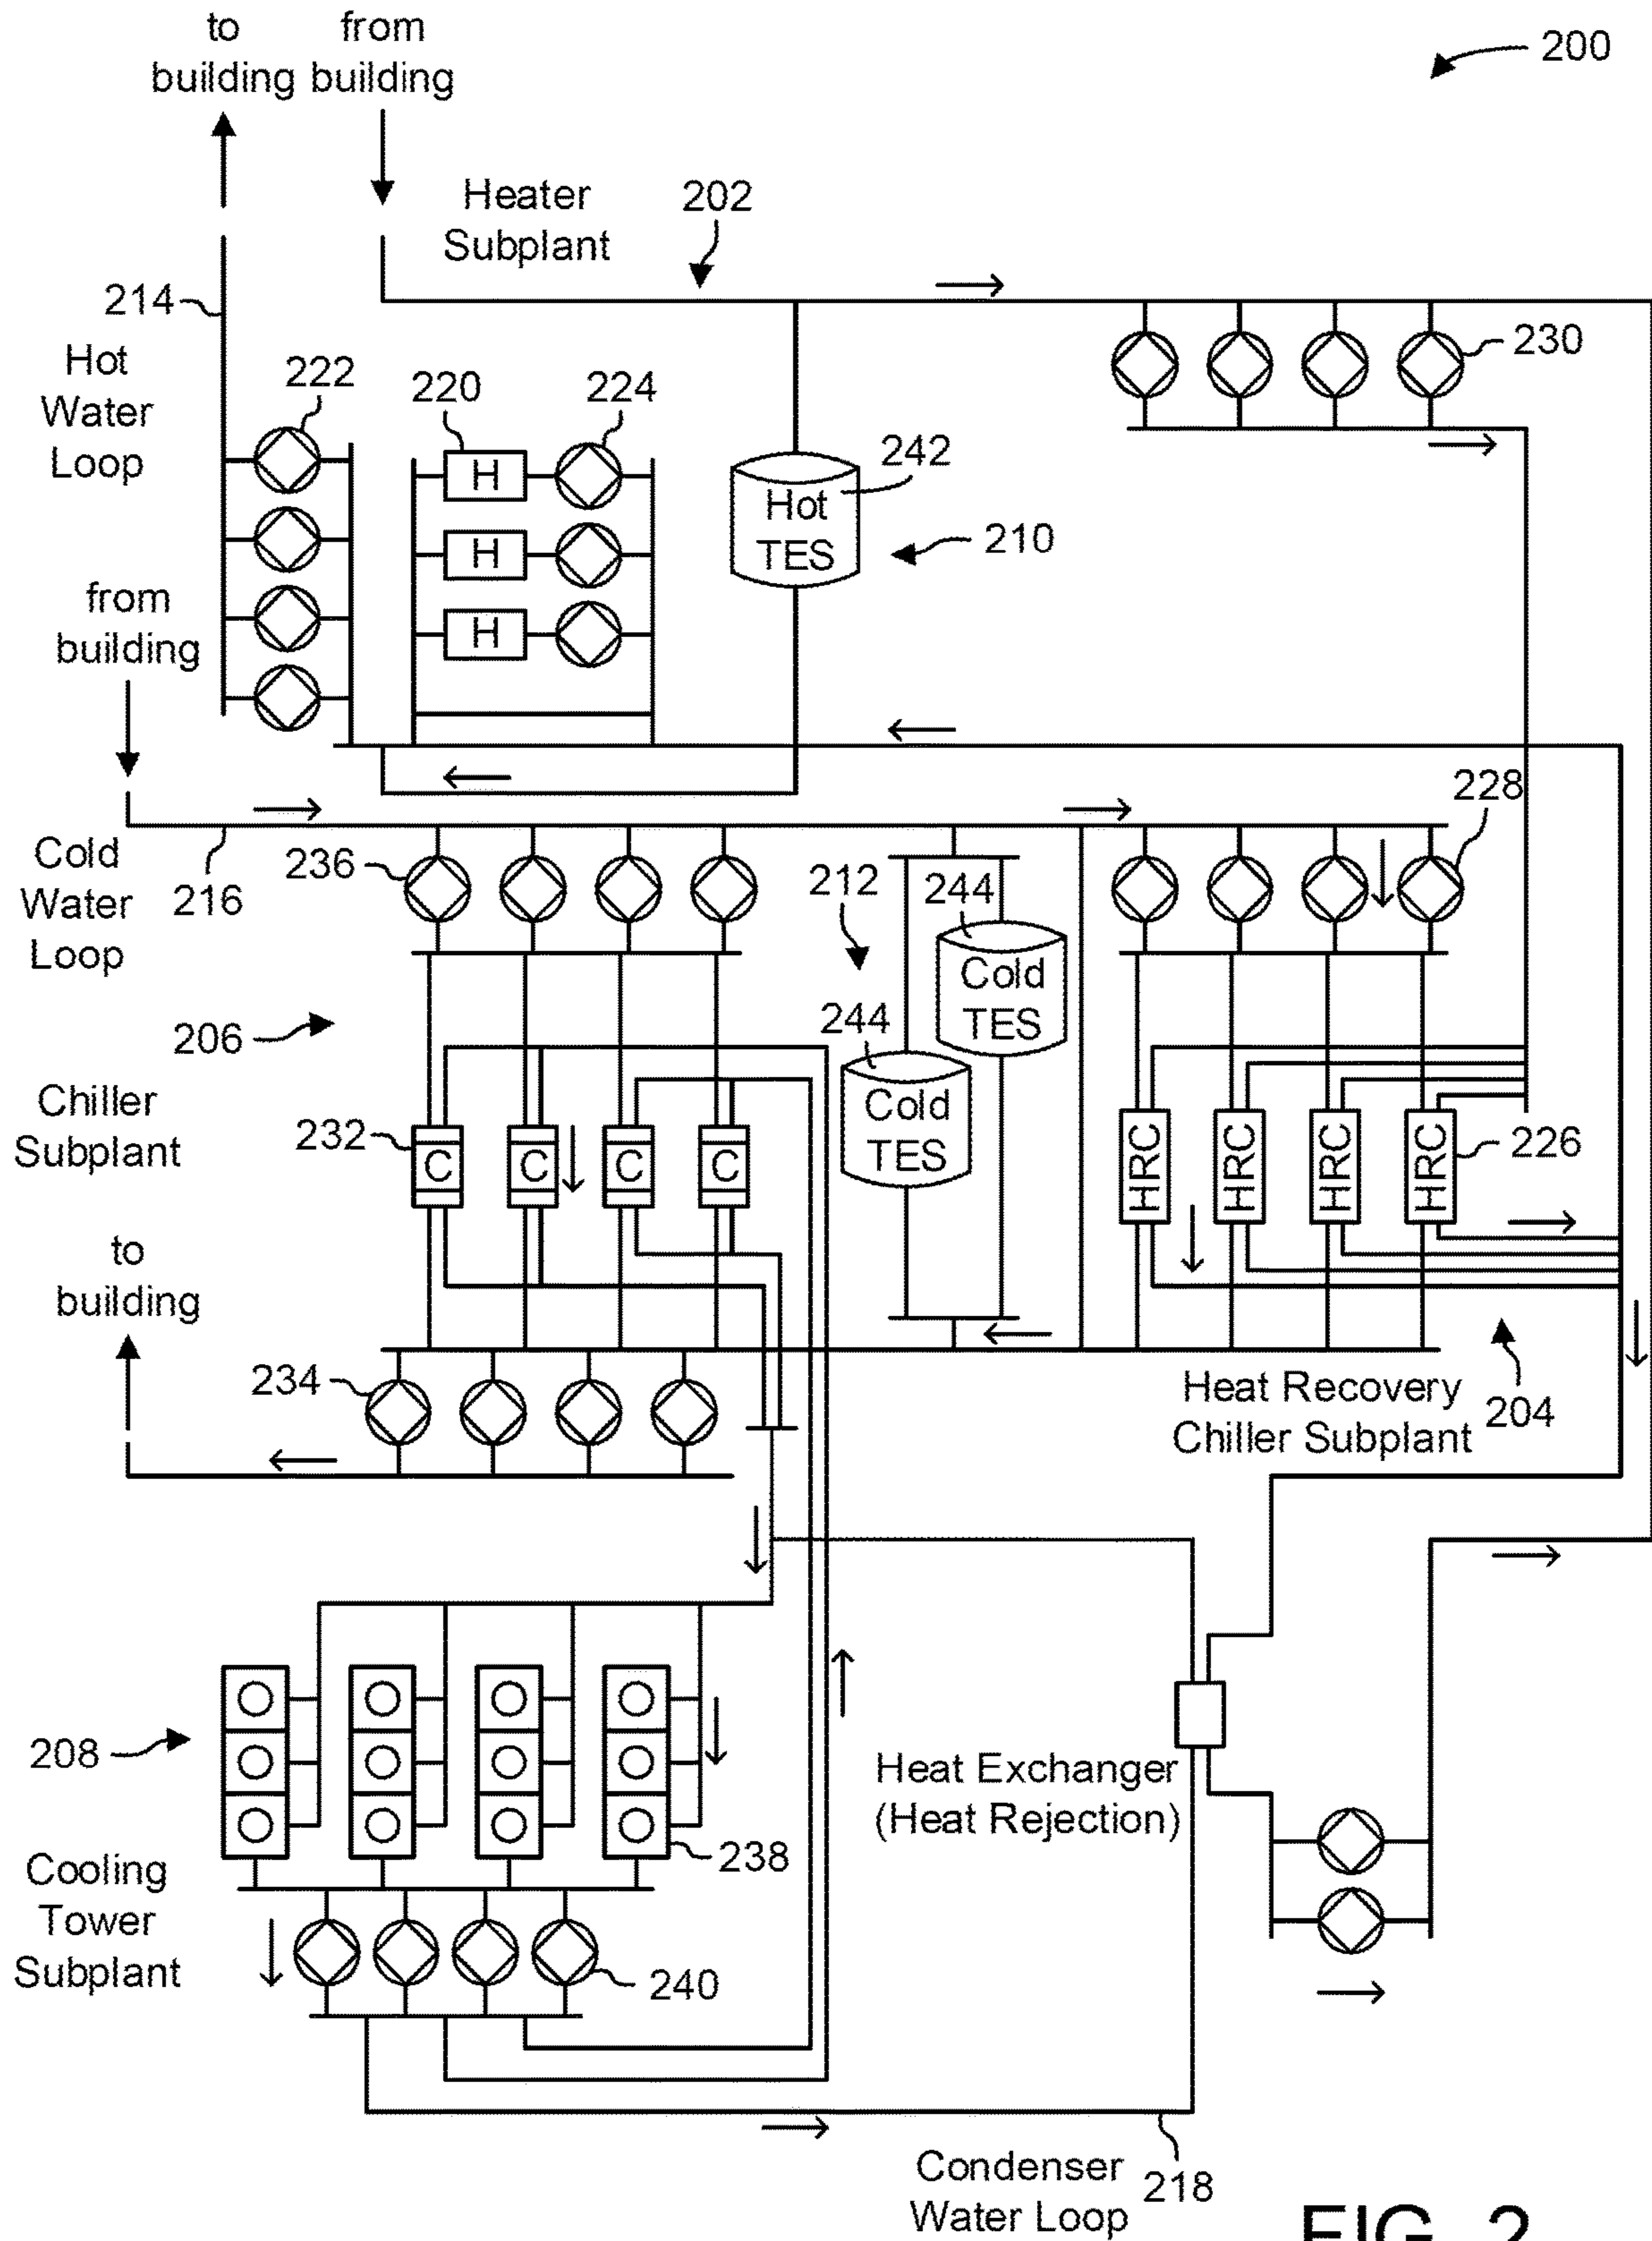 to
building
from
building
200
Heater
Subplant
202
214
Hot
Water
Loop
222
220
H
224
H
H
Hot
TES
242
210
230
from
building
228
Cold
Water
Loop
216
236
212
244
Cold
TES
244
Cold
TES
206
Chiller
Subplant
232
C
C
C
C
HRC
HRC
HRC
HRC
226
to
building
234
Heat Recovery
Chiller Subplant
204
208
Heat Exchanger
(Heat Rejection)
238
Cooling
Tower
Subplant
240
Condenser
Water Loop
218
FIG. 2